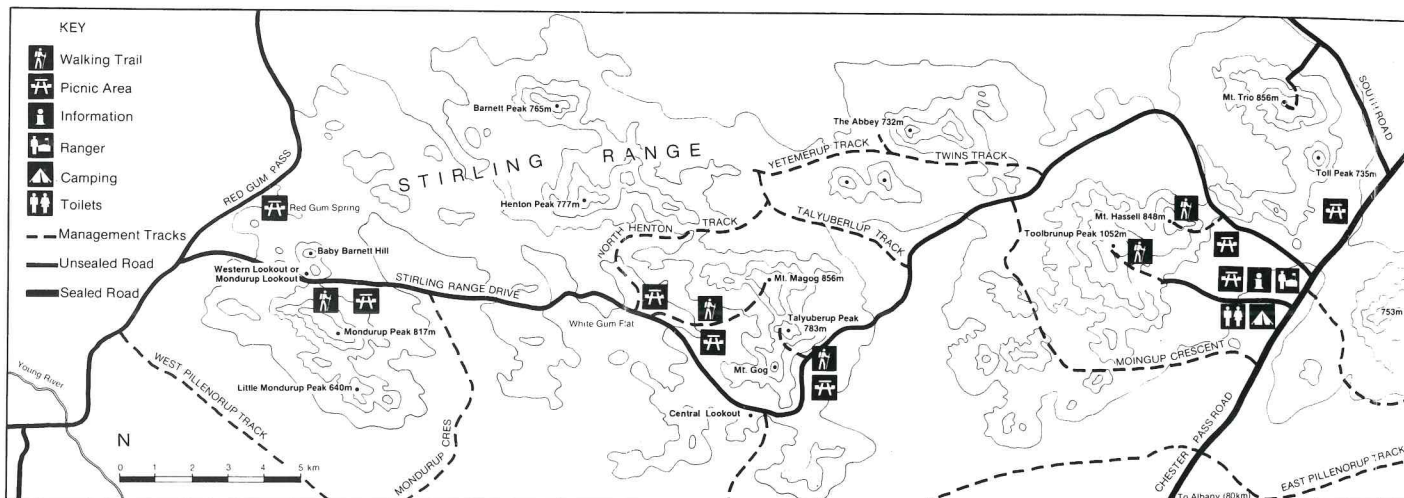 KEY
Walking Trail
Picnic Area
Information
Ranger
Camping
Toilets
Management Tracks
Unsealed Road
Sealed Road
RED GUM PASS
Red Gum Spring
Baby Barnett Hill
Western Lookout or
Mondurup Lookout
STIRLING RANGE DRIVE
Mondurup Peak 817m
Little Mondurup Peak 640m
WEST PILLENORUP TRACK
Young River
N
0 1 2 3 4 5 km
MONDURUP CRES
STIRLING RANGE
Barnett Peak 765m
Henton Peak 777m
NORTH HENTON TRACK
White Gum Flat
Mt. Magog 856m
Talyuberlup Peak
783m
Mt. Gog
Central Lookout
TALYUBERLUP TRACK
YETEMERUP TRACK
TWINS TRACK
The Abbey 732m
Mt. Hassell 848m
Toolbrunup Peak 1052m
MOINGUP CRESCENT
Mt. Trio 856m
Toll Peak 735m
SOUTH ROAD
753m
CHESTER PASS ROAD
EAST PILLENORUP TRACK
To Albany (80km)